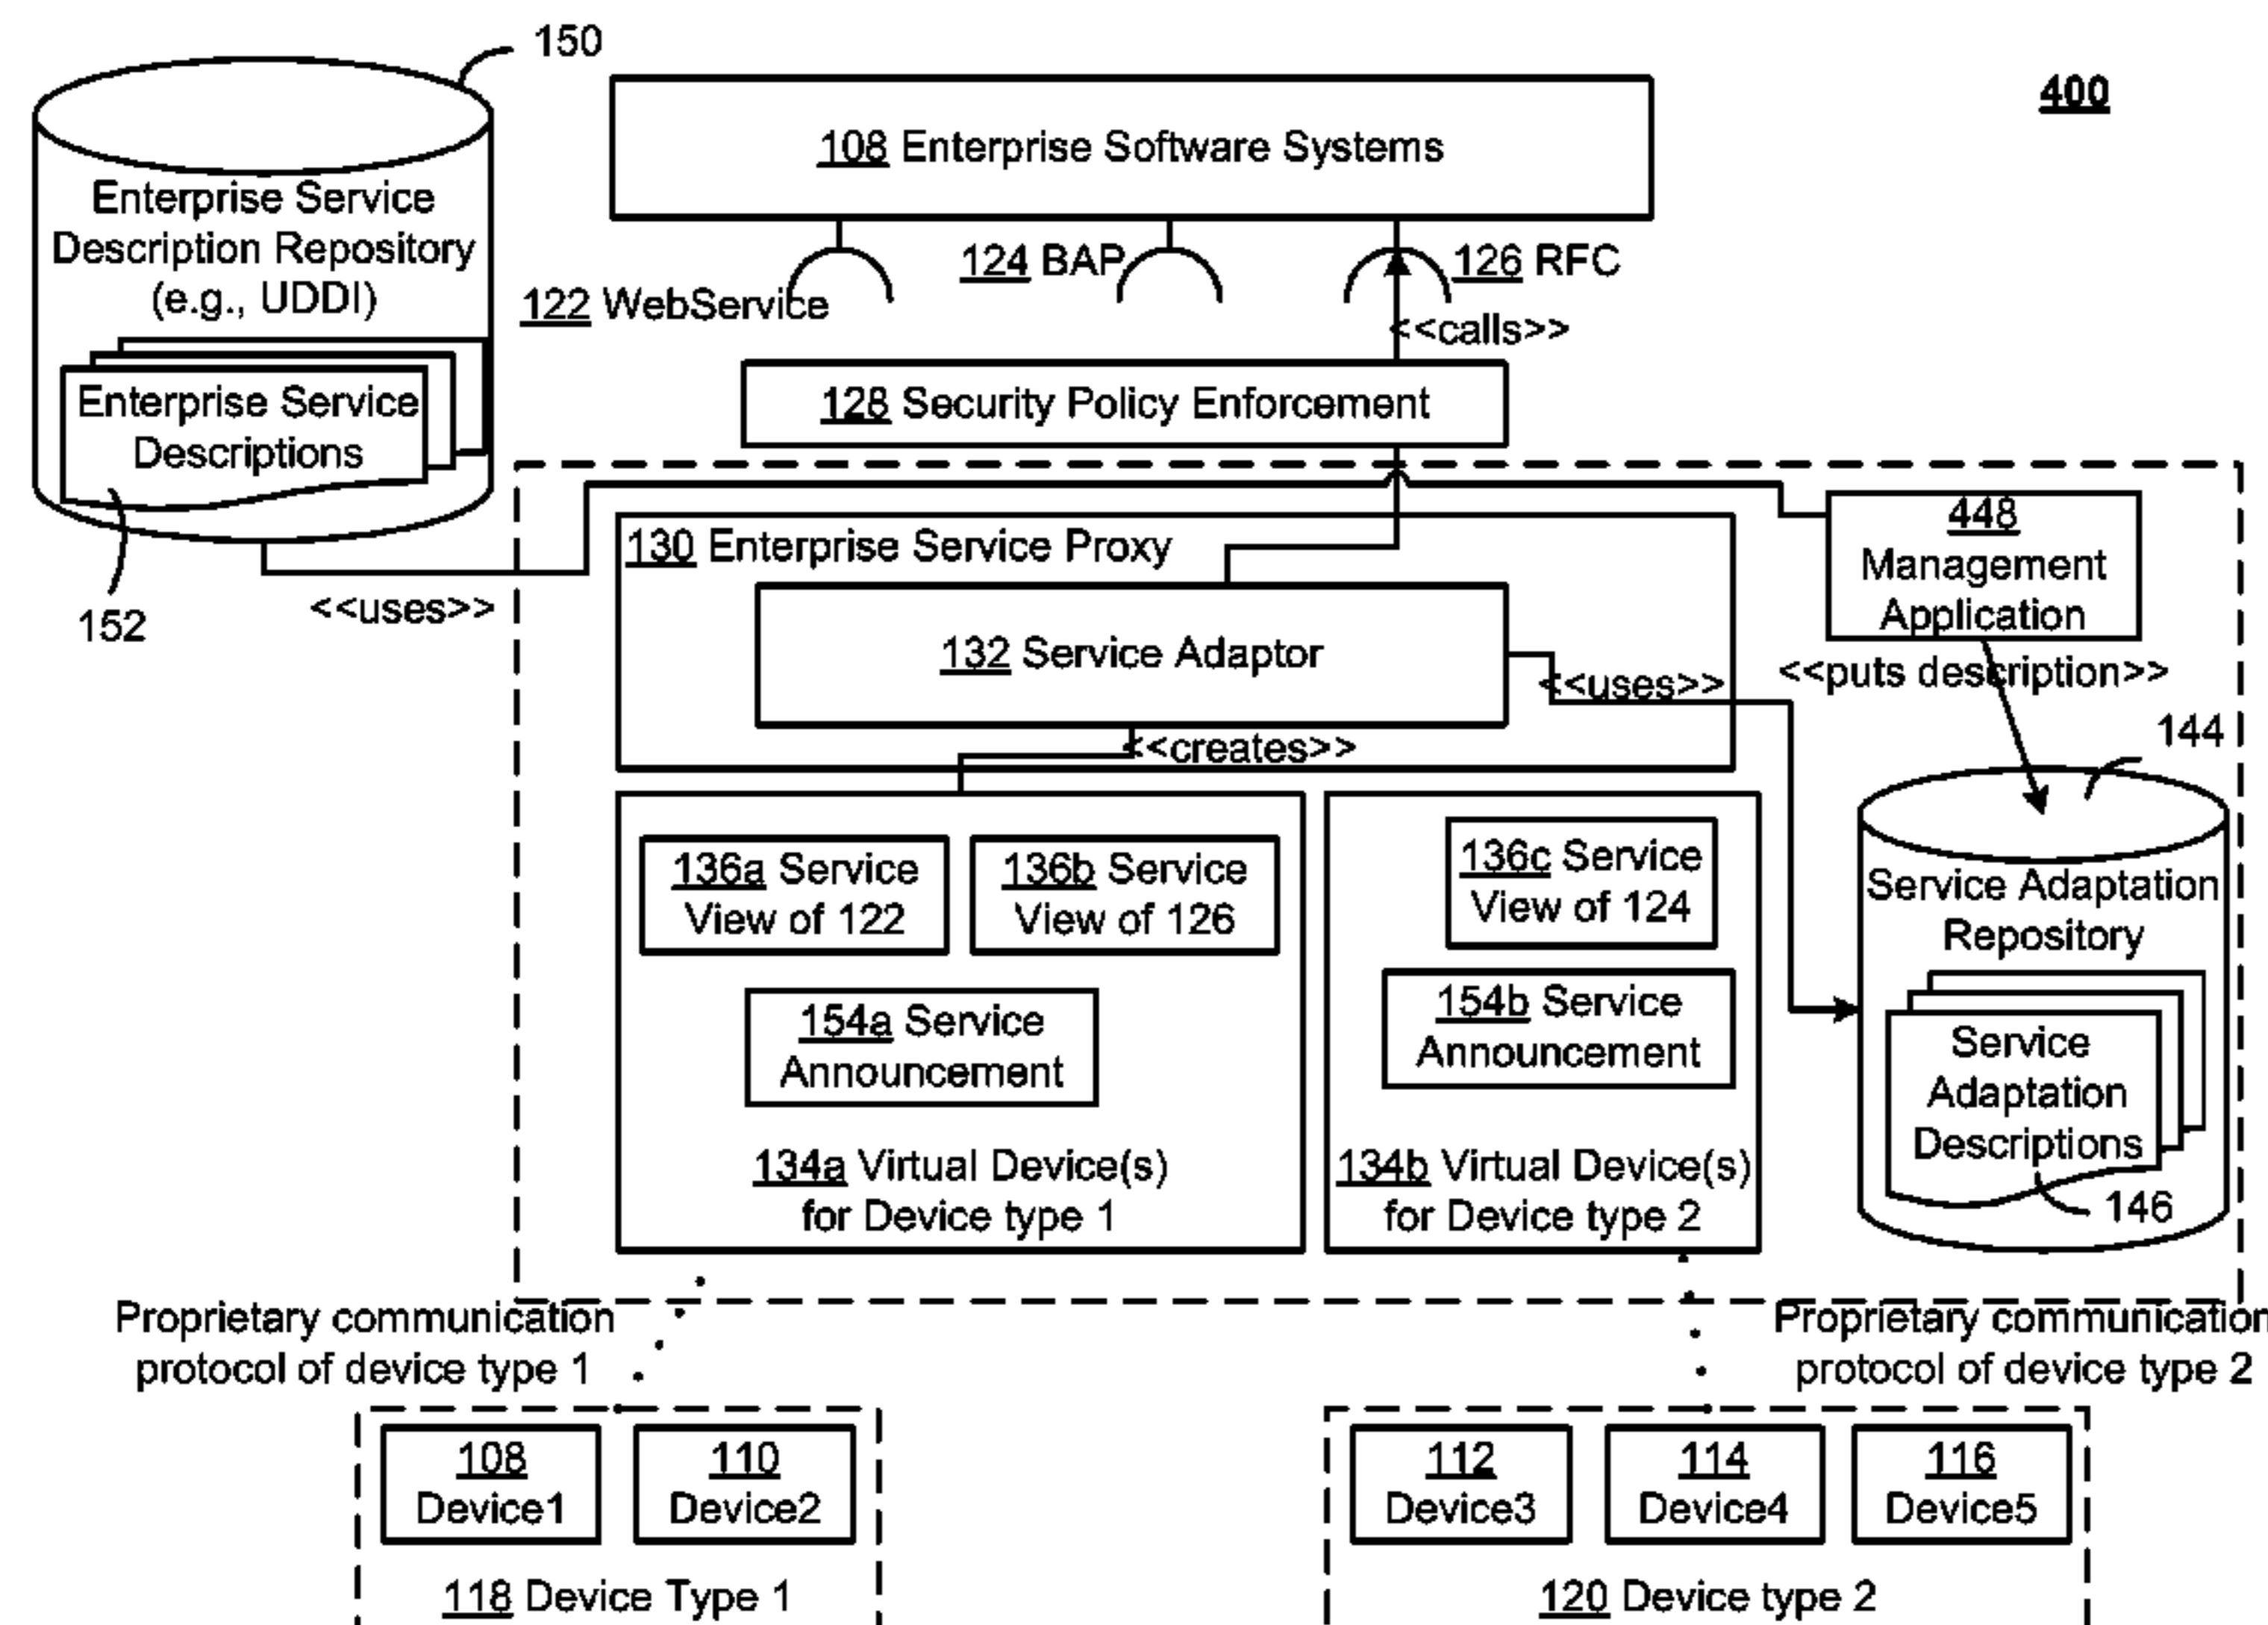 150
400
108 Enterprise Software Systems
Enterprise Service
Description Repository
(e.g., UDDI)
124 BAP
126 RFC
122 WebService
<<calls>>
Enterprise Service
Descriptions
128 Security Policy Enforcement
152
<<uses>>
130 Enterprise Service Proxy
448
Management
Application
132 Service Adaptor
<<uses>>
<<puts description>>
<<creates>>
144
136a Service
View of 122
136b Service
View of 126
136c Service
View of 124
Service Adaptation
Repository
154a Service
Announcement
154b Service
Announcement
Service
Adaptation
Descriptions
146
134a Virtual Device(s)
for Device type 1
134b Virtual Device(s)
for Device type 2
Proprietary communication
protocol of device type 1
Proprietary communication
protocol of device type 2
108
Device1
110
Device2
112
Device3
114
Device4
116
Device5
118 Device Type 1
120 Device type 2